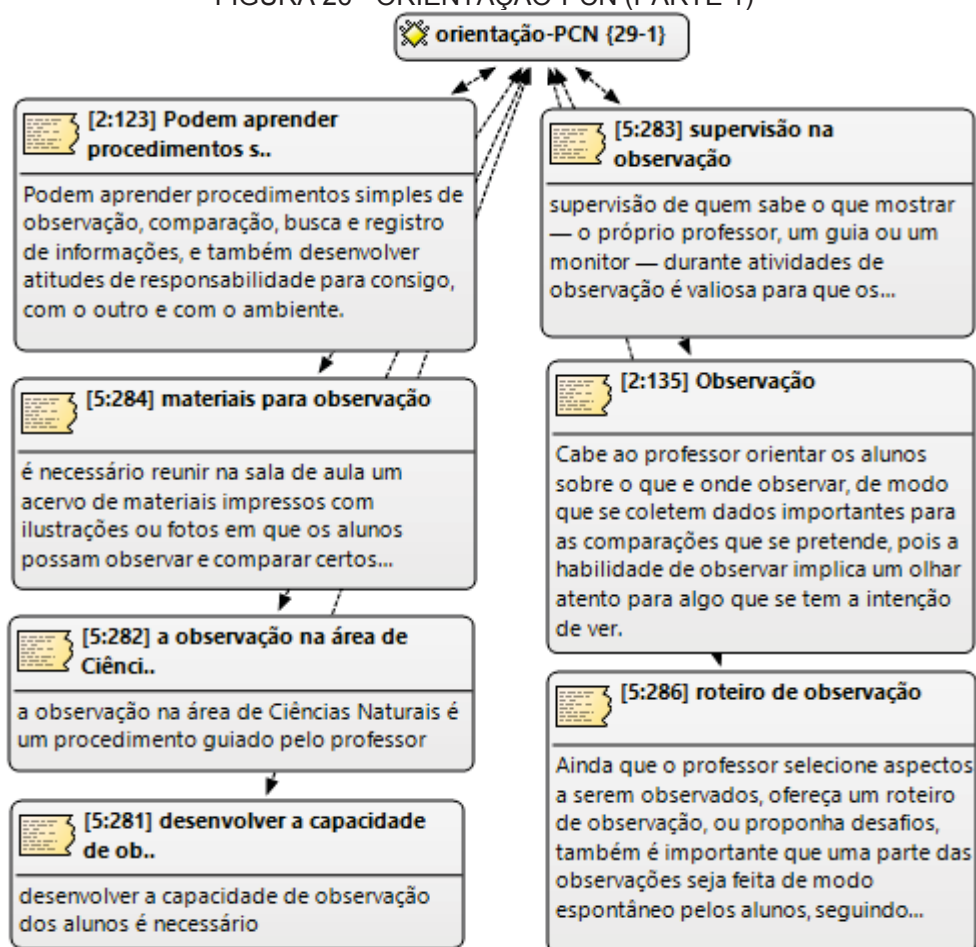 FIGURA 26 - ORIENTAÇÃO PCN (PARTE 1)
orientação-PCN {29-1}
[2:123] Podem aprender
procedimentos s..
Podem aprender procedimentos simples de
observação, comparação, busca e registro
de informações, e também desenvolver
atitudes de responsabilidade para consigo,
com o outro e com o ambiente.
[5:284] materiais para observação
é necessário reunir na sala de aula um
acervo de materiais impressos com
ilustrações ou fotos em que os alunos
possam observar e comparar certos...
[5:282] a observação na área de
Ciênci..
a observação na área de Ciências Naturais é
um procedimento guiado pelo professor
[5:281] desenvolver a capacidade
de ob..
desenvolver a capacidade de observação
dos alunos é necessário
[5:283] supervisão na
observação
supervisão de quem sabe o que mostrar
— o próprio professor, um guia ou um
monitor — durante atividades de
observação é valiosa para que os...
[2:135] Observação
Cabe ao professor orientar os alunos
sobre o que e onde observar, de modo
que se coletem dados importantes para
as comparações que se pretende, pois a
habilidade de observar implica um olhar
atento para algo que se tem a intenção
de ver.
[5:286] roteiro de observação
Ainda que o professor selecione aspectos
a serem observados, ofereça um roteiro
de observação, ou proponha desafios,
também é importante que uma parte das
observações seja feita de modo
espontâneo pelos alunos, seguindo...